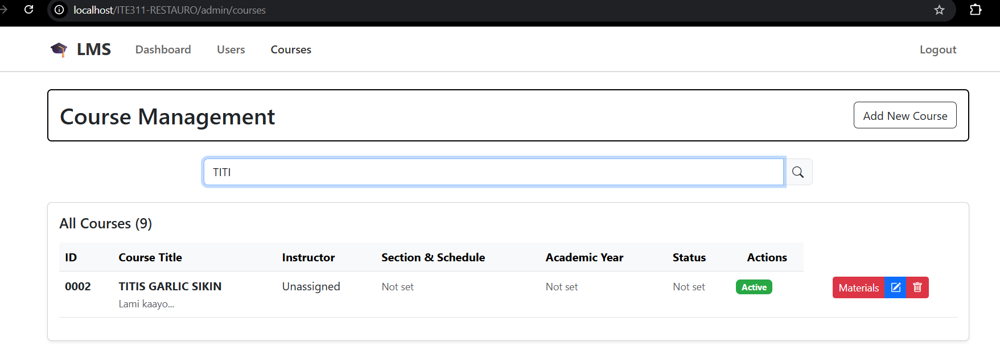 localhost/ITE311-RESTAURO/admin/courses
LMS Dashboard Users Courses Logout
Course Management Add New Course
TITI
All Courses (9)
ID Course Title Instructor Section & Schedule Academic Year Status Actions
0002 TITIS GARLIC SIKIN Unassigned Not set Not set Not set Active Materials
Lami kaayo...